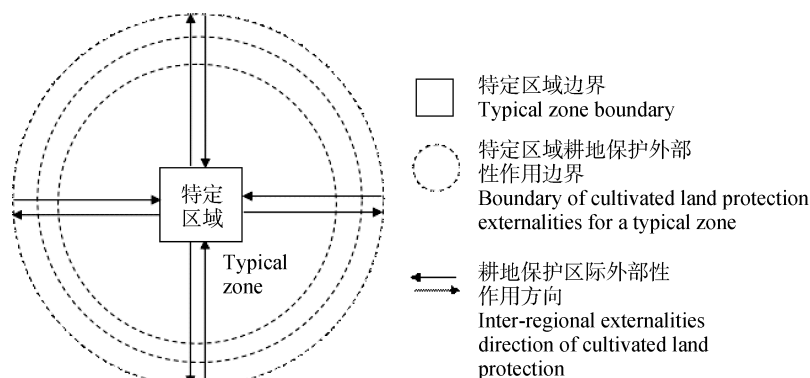 特定
区域
Typical
zone
特定区域边界
Typical zone boundary
特定区域耕地保护外部
性作用边界
Boundary of cultivated land protection
externalities for a typical zone
耕地保护区际外部性
作用方向
Inter-regional externalities
direction of cultivated land
protection